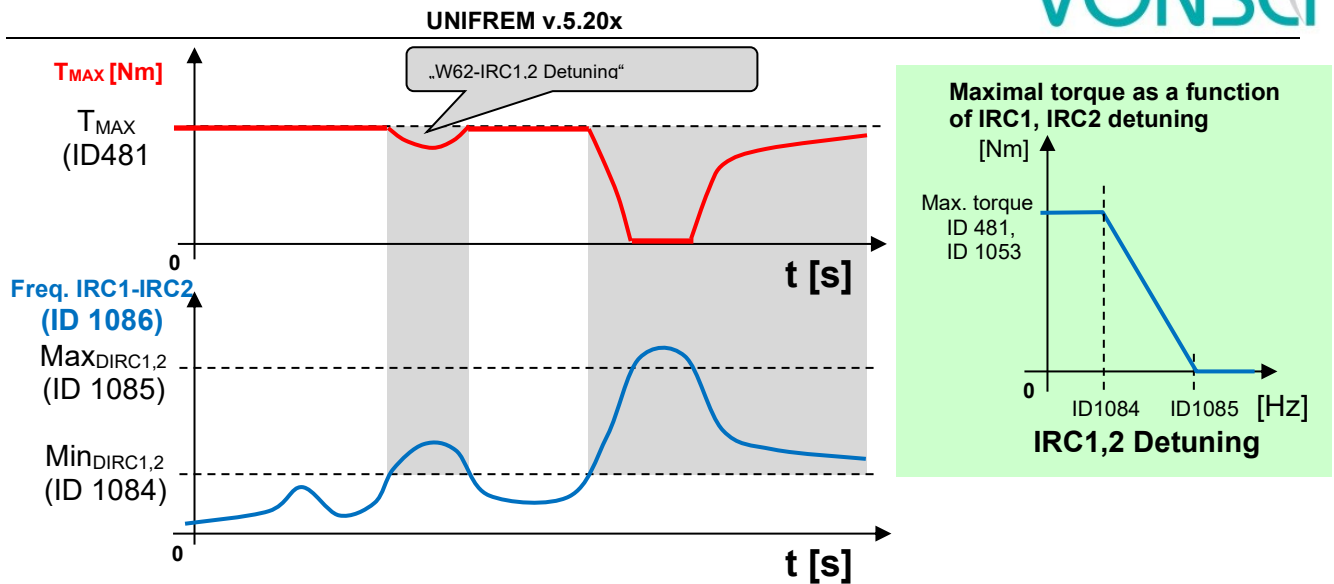 VONSCH
UNIFREM v.5.20x
TMAX [Nm]
„W62-IRC1,2 Detuning“
TMAX
(ID481
0
t [s]
Freq. IRC1-IRC2
(ID 1086)
MaxDIRC1,2
(ID 1085)
MinDIRC1,2
(ID 1084)
0
t [s]
Maximal torque as a function
of IRC1, IRC2 detuning
[Nm]
Max. torque
ID 481,
ID 1053
0
ID1084 ID1085 [Hz]
IRC1,2 Detuning